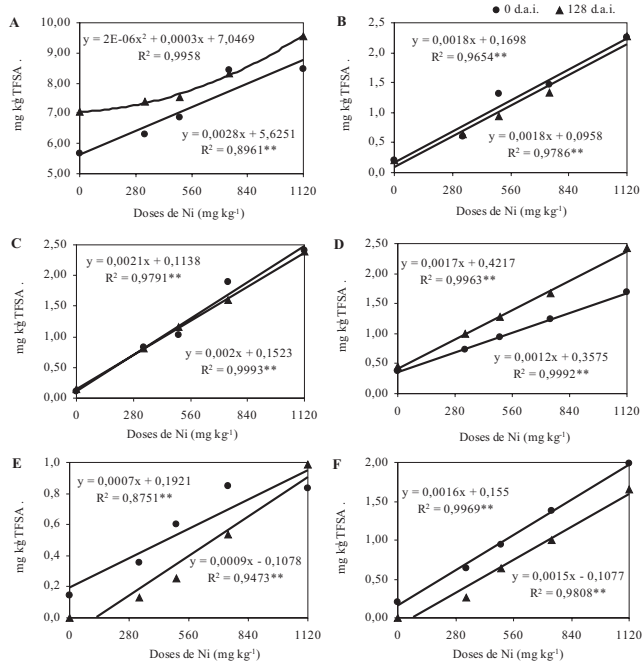 ● 0 d.a.i. ▲ 128 d.a.i.
A
y = 2E-06x² + 0,0003x + 7,0469
R² = 0,9958
y = 0,0028x + 5,6251
R² = 0,8961**
10,00
9,00
8,00
7,00
6,00
5,00
0 280 560 840 1120
Doses de Ni (mg kg⁻¹)
mg kg TFSA .
B
y = 0,0018x + 0,1698
R² = 0,9654**
y = 0,0018x + 0,0958
R² = 0,9786**
2,5
2,0
1,5
1,0
0,5
0,0
0 280 560 840 1120
Doses de Ni (mg kg⁻¹)
mg kg TFSA .
C
y = 0,0021x + 0,1138
R² = 0,9791**
y = 0,002x + 0,1523
R² = 0,9993**
2,50
2,00
1,50
1,00
0,50
0,00
0 280 560 840 1120
Doses de Ni (mg kg⁻¹)
mg kg TFSA .
D
y = 0,0017x + 0,4217
R² = 0,9963**
y = 0,0012x + 0,3575
R² = 0,9992**
2,50
2,00
1,50
1,00
0,50
0,00
0 280 560 840 1120
Doses de Ni (mg kg⁻¹)
mg kg TFSA .
E
y = 0,0007x + 0,1921
R² = 0,8751**
y = 0,0009x - 0,1078
R² = 0,9473**
1,0
0,8
0,6
0,4
0,2
0,0
0 280 560 840 1120
Doses de Ni (mg kg⁻¹)
mg kg TFSA .
F
y = 0,0016x + 0,155
R² = 0,9969**
y = 0,0015x - 0,1077
R² = 0,9808**
2,00
1,50
1,00
0,50
0,00
0 280 560 840 1120
Doses de Ni (mg kg⁻¹)
mg kg TFSA .